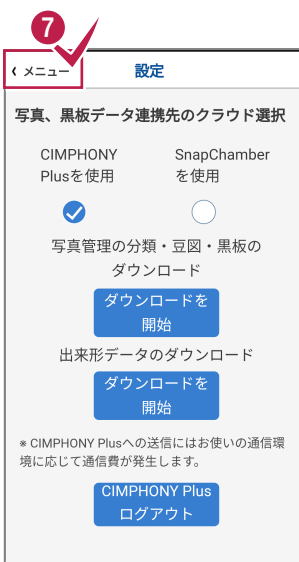 7
‹ メニュー
設定
写真、黒板データ連携先のクラウド選択
CIMPHONY
Plusを使用
SnapChamber
を使用
写真管理の分類・豆図・黒板の
ダウンロード
ダウンロードを
開始
出来形データのダウンロード
ダウンロードを
開始
※ CIMPHONY Plusへの送信にはお使いの通信環
境に応じて通信費が発生します。
CIMPHONY Plus
ログアウト